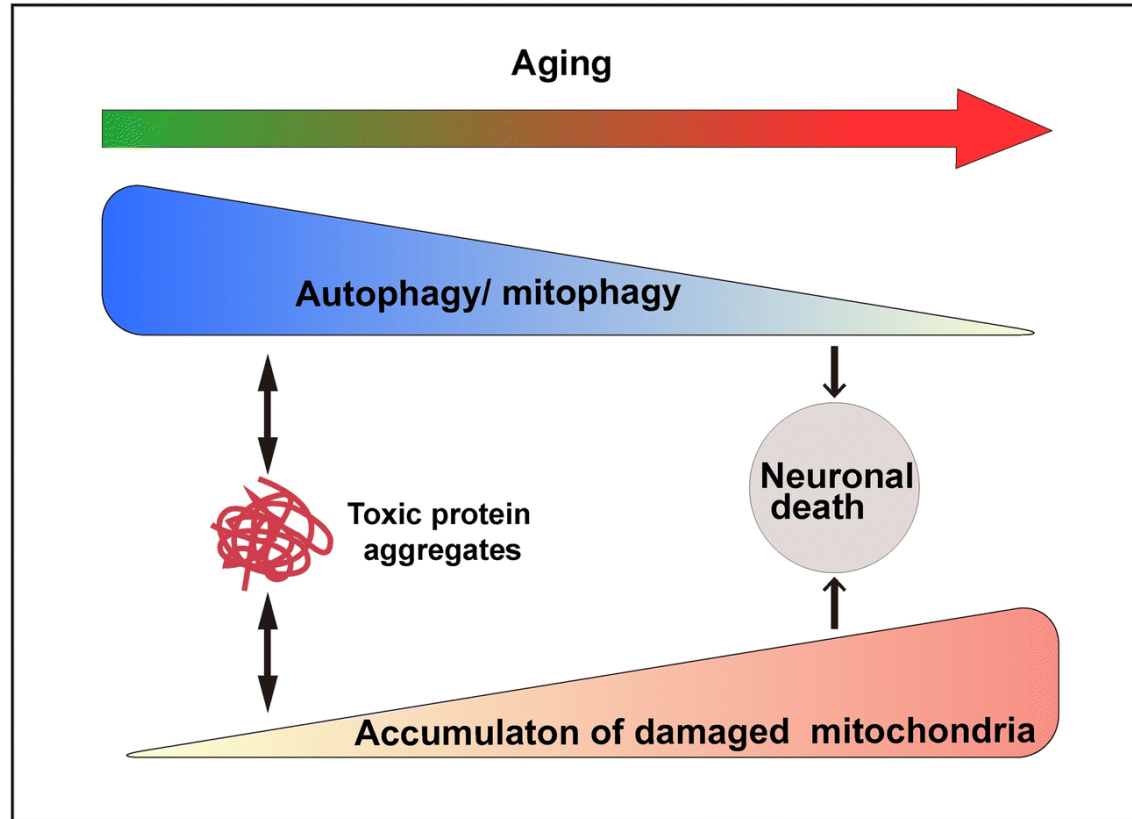 Aging
Autophagy/ mitophagy
Toxic protein
aggregates
Neuronal
death
Accumulaton of damaged mitochondria